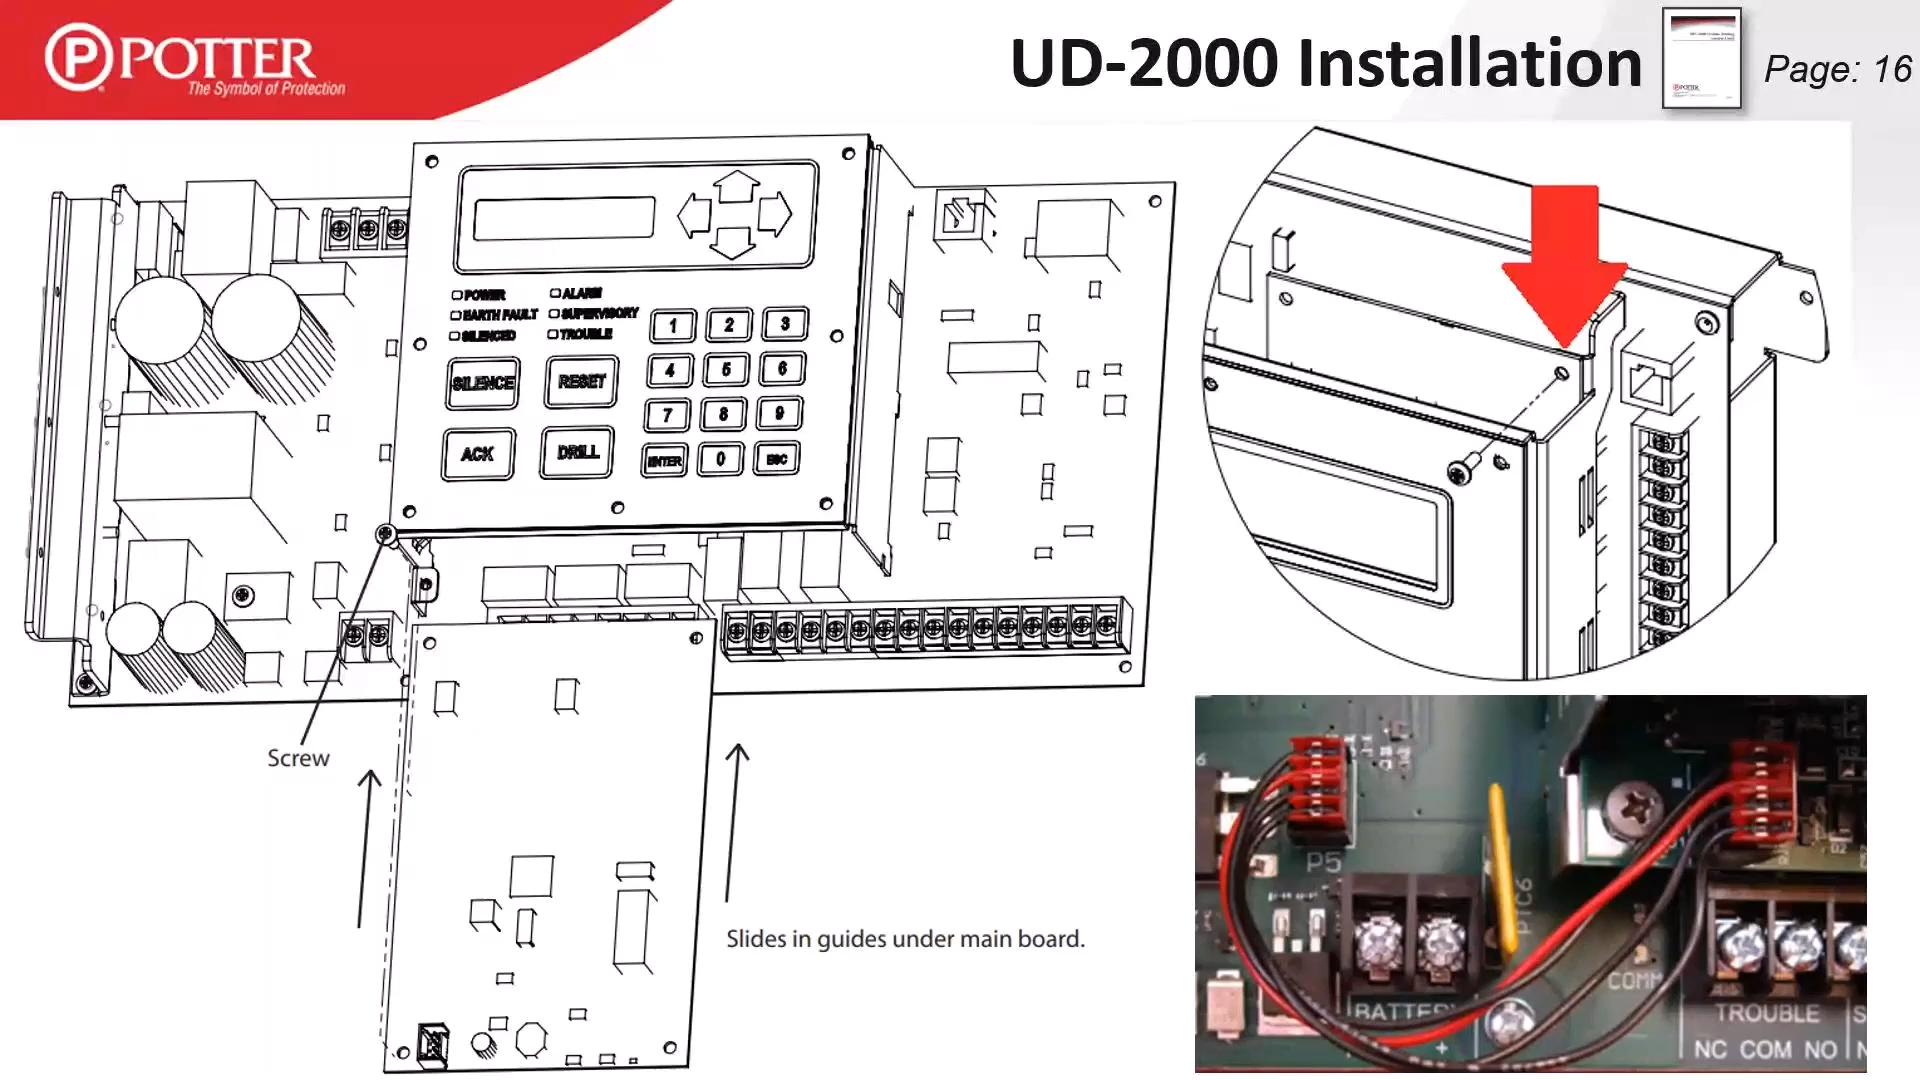 P POTTER
The Symbol of Protection
UD-2000 Installation
POTTER
Page: 16
POWER
ALARM
EARTH FAULT
SUPERVISORY
SILENCED
TROUBLE
1 2 3
SILENCE
RESET
4 5 6
7 8 9
ACK
DRILL
ENTER 0 ESC
Screw
Slides in guides under main board.
P5
PTC6
COMM
BATTERY
+
TROUBLE
NC COM NO